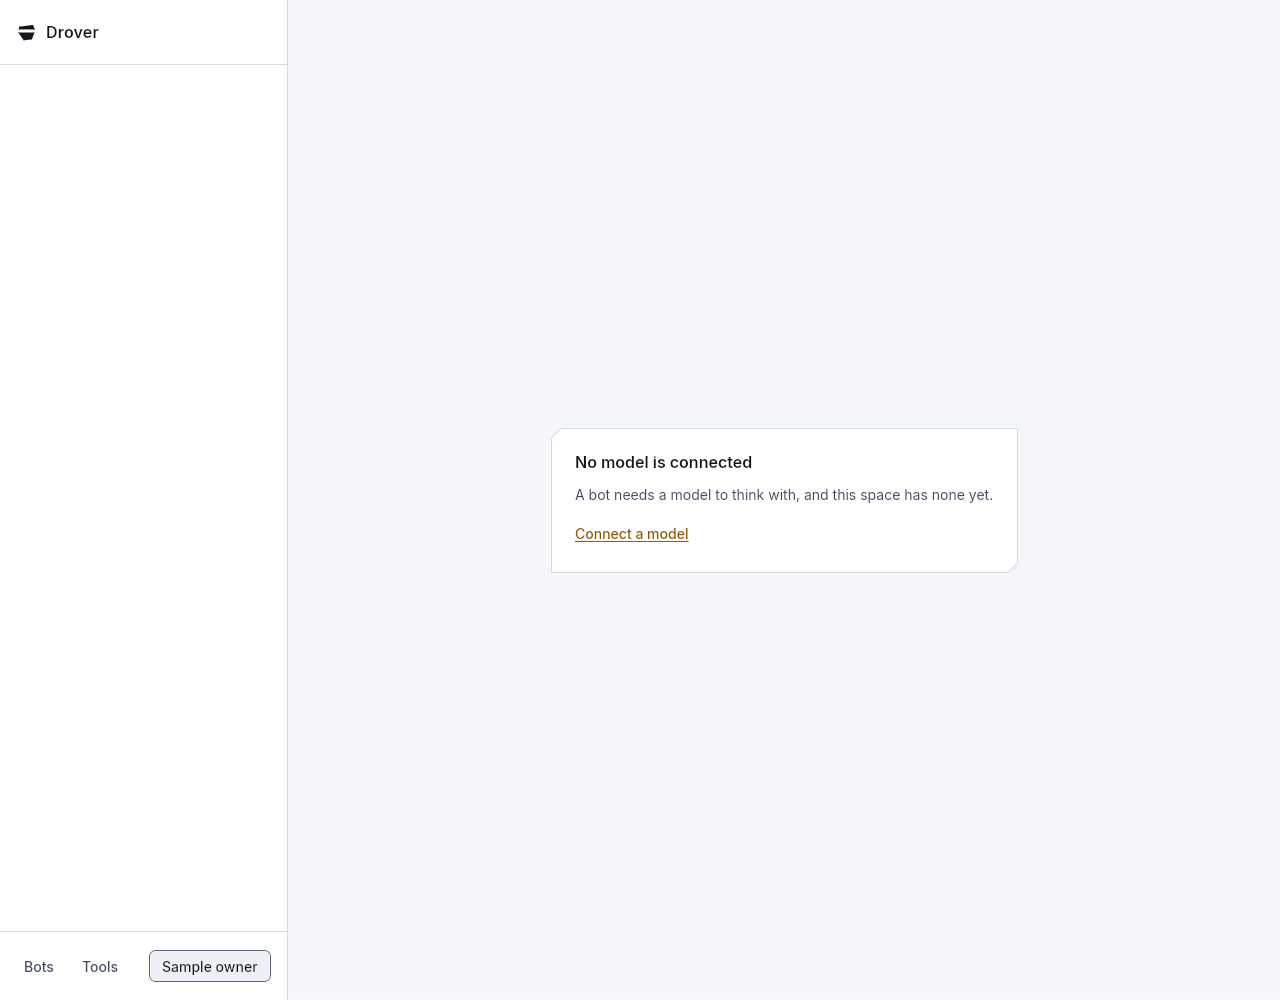 Drover
No model is connected
A bot needs a model to think with, and this space has none yet.
Connect a model
Bots
Tools
Sample owner